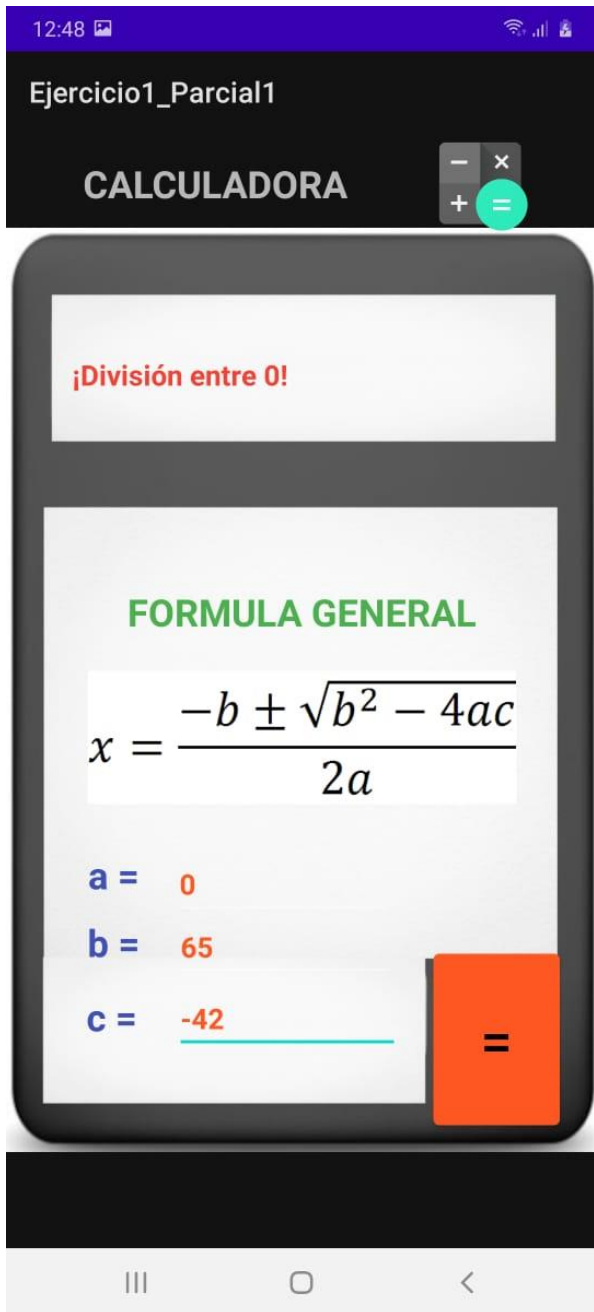 12:48
Ejercicio1_Parcial1
CALCULADORA
− ×
+ =
¡División entre 0!
FORMULA GENERAL
x = −b ± √b² − 4ac / 2a
a = 0
b = 65
c = -42
=